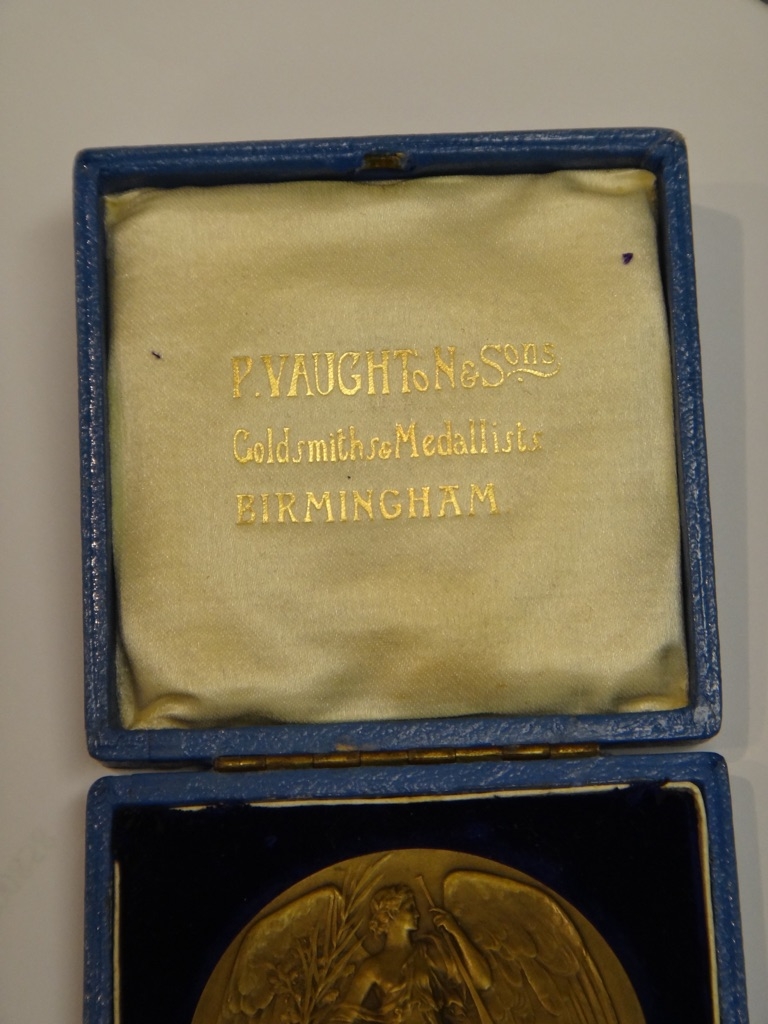 P. VAUGHToN & Sons
Goldsmiths & Medallists
BIRMINGHAM